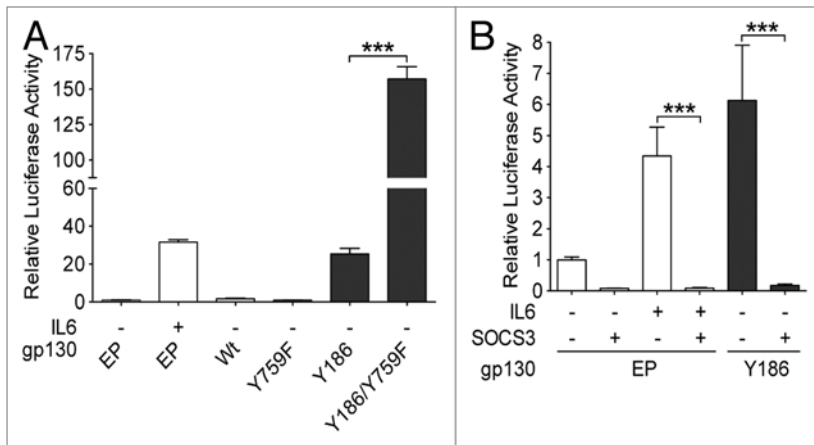 A
Relative Luciferase Activity
175
150
125
100
75
60
40
20
0
***
IL6 - + - - - -
gp130 EP EP Wt Y759F Y186 Y186/Y759F
B
Relative Luciferase Activity
8
7
6
5
4
3
2
1
0
***
***
IL6 - - + + - -
SOCS3 - + - + - +
gp130 EP Y186